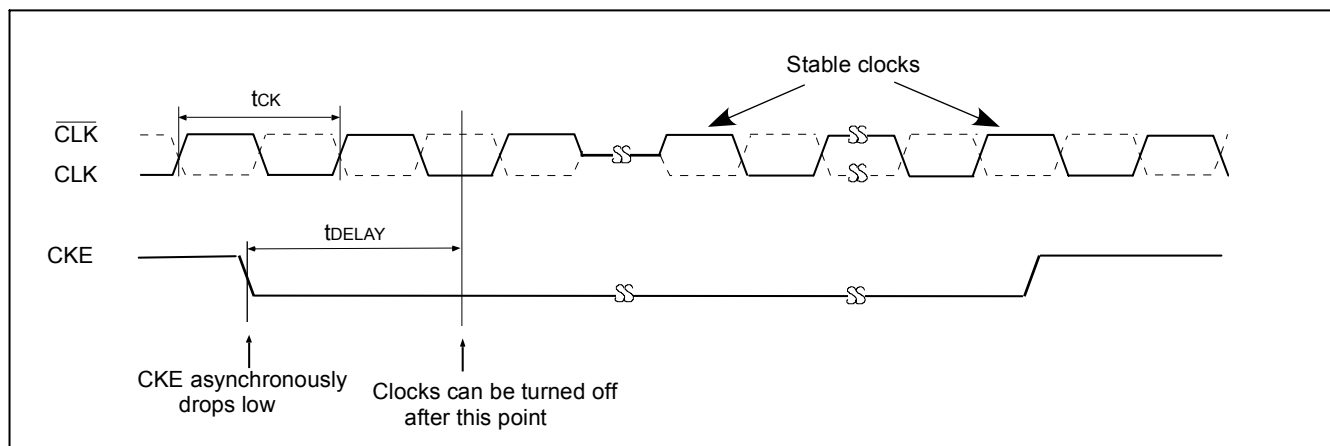 Stable clocks
tCK
CLK
CLK
tDELAY
CKE
CKE asynchronously
drops low
Clocks can be turned off
after this point